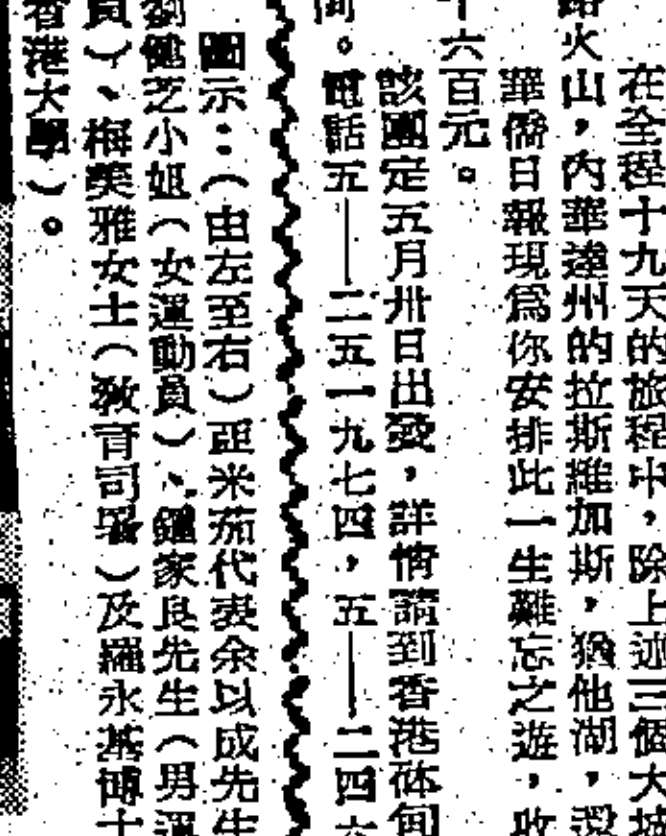 在全程十九天的旅程中，除上述三個大
火山，內華達州的拉斯維加斯，猶他湖，
華僑日報現為你安排此一生難忘之遊，收
十六百元。
該團定五月卅日出發，詳情請到香港砵甸
。電話五——二五一九七四，五——二四六
圖示：（由左至右）亞米茄代表余以成先生
劉健芝小姐（女運動員）、鍾家良先生（男運
員）、梅美雅女士（教育司署）及羅永基博士
香港大學）。